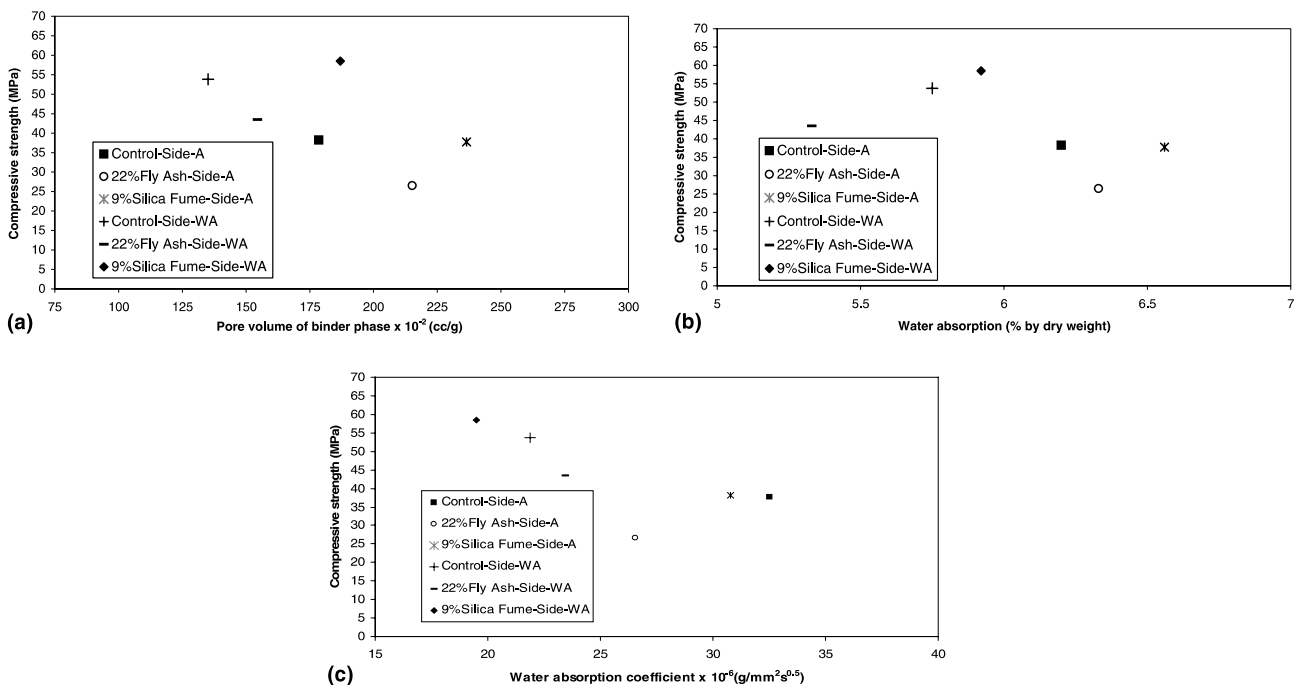 70
65
60
55
50
45
40
35
30
25
20
15
10
5
0
Compressive strength (MPa)
Control-Side-A
22%Fly Ash-Side-A
9%Silica Fume-Side-A
Control-Side-WA
22%Fly Ash-Side-WA
9%Silica Fume-Side-WA
75 100 125 150 175 200 225 250 275 300
(a)
Pore volume of binder phase x 10-2 (cc/g)
70
65
60
55
50
45
40
35
30
25
20
15
10
5
0
Compressive strength (MPa)
Control-Side-A
22%Fly Ash-Side-A
9%Silica Fume-Side-A
Control-Side-WA
22%Fly Ash-Side-WA
9%Silica Fume-Side-WA
5 5.5 6 6.5 7
(b)
Water absorption (% by dry weight)
70
65
60
55
50
45
40
35
30
25
20
15
10
5
0
Compressive strength (MPa)
Control-Side-A
22%Fly Ash-Side-A
9%Silica Fume-Side-A
Control-Side-WA
22%Fly Ash-Side-WA
9%Silica Fume-Side-WA
15 20 25 30 35 40
(c)
Water absorption coefficient x 10-6(g/mm2s0.5)